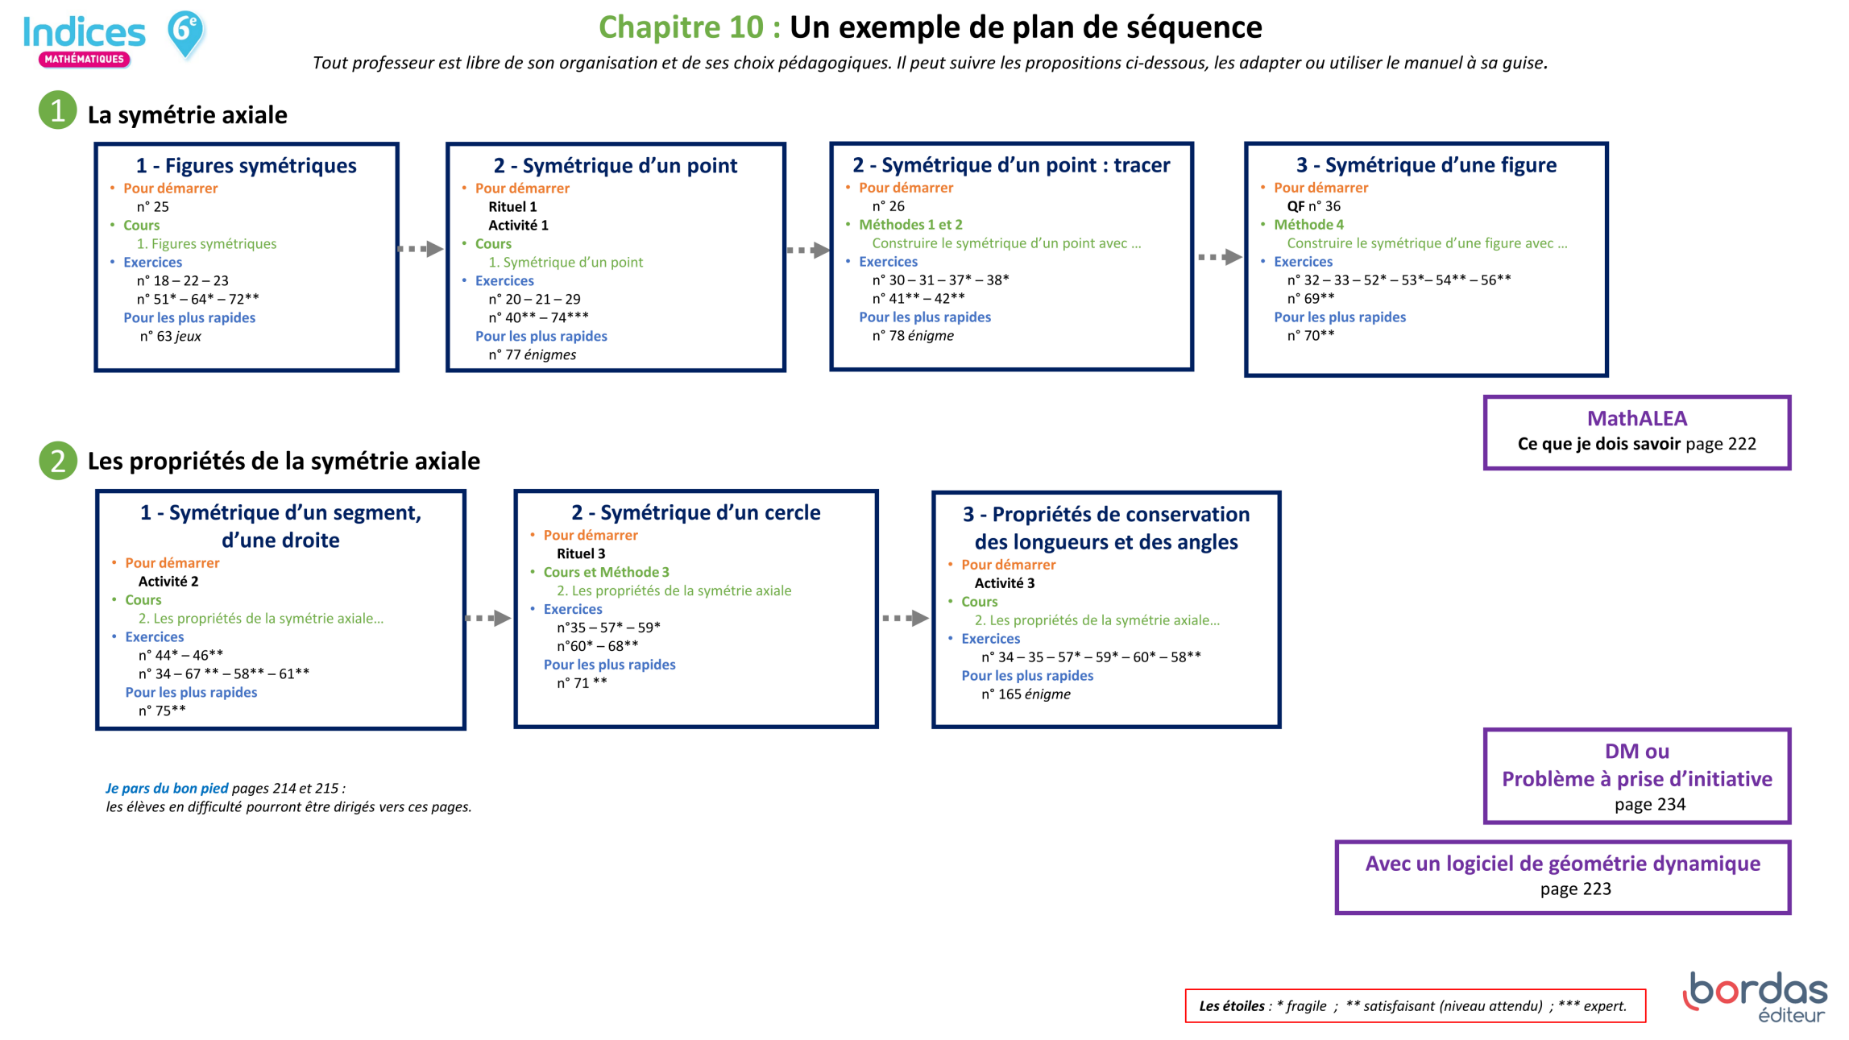 Indices 6e
MATHÉMATIQUES
Chapitre 10 : Un exemple de plan de séquence
Tout professeur est libre de son organisation et de ses choix pédagogiques. Il peut suivre les propositions ci-dessous, les adapter ou utiliser le manuel à sa guise.
1 La symétrie axiale
1 - Figures symétriques
• Pour démarrer
n° 25
• Cours
1. Figures symétriques
• Exercices
n° 18 – 22 – 23
n° 51* – 64* – 72**
Pour les plus rapides
n° 63 jeux
2 - Symétrique d’un point
• Pour démarrer
Rituel 1
Activité 1
• Cours
1. Symétrique d’un point
• Exercices
n° 20 – 21 – 29
n° 40** – 74***
Pour les plus rapides
n° 77 énigmes
2 - Symétrique d’un point : tracer
• Pour démarrer
n° 26
• Méthodes 1 et 2
Construire le symétrique d’un point avec …
• Exercices
n° 30 – 31 – 37* – 38*
n° 41** – 42**
Pour les plus rapides
n° 78 énigme
3 - Symétrique d’une figure
• Pour démarrer
QF n° 36
• Méthode 4
Construire le symétrique d’une figure avec …
• Exercices
n° 32 – 33 – 52* – 53*– 54** – 56**
n° 69**
Pour les plus rapides
n° 70**
MathALEA
Ce que je dois savoir page 222
2 Les propriétés de la symétrie axiale
1 - Symétrique d’un segment,
d’une droite
• Pour démarrer
Activité 2
• Cours
2. Les propriétés de la symétrie axiale…
• Exercices
n° 44* – 46**
n° 34 – 67 ** – 58** – 61**
Pour les plus rapides
n° 75**
2 - Symétrique d’un cercle
• Pour démarrer
Rituel 3
• Cours et Méthode 3
2. Les propriétés de la symétrie axiale
• Exercices
n°35 – 57* – 59*
n°60* – 68**
Pour les plus rapides
n° 71 **
3 - Propriétés de conservation
des longueurs et des angles
• Pour démarrer
Activité 3
• Cours
2. Les propriétés de la symétrie axiale…
• Exercices
n° 34 – 35 – 57* – 59* – 60* – 58**
Pour les plus rapides
n° 165 énigme
DM ou
Problème à prise d’initiative
page 234
Je pars du bon pied pages 214 et 215 :
les élèves en difficulté pourront être dirigés vers ces pages.
Avec un logiciel de géométrie dynamique
page 223
Les étoiles : * fragile ; ** satisfaisant (niveau attendu) ; *** expert.
bordas
éditeur